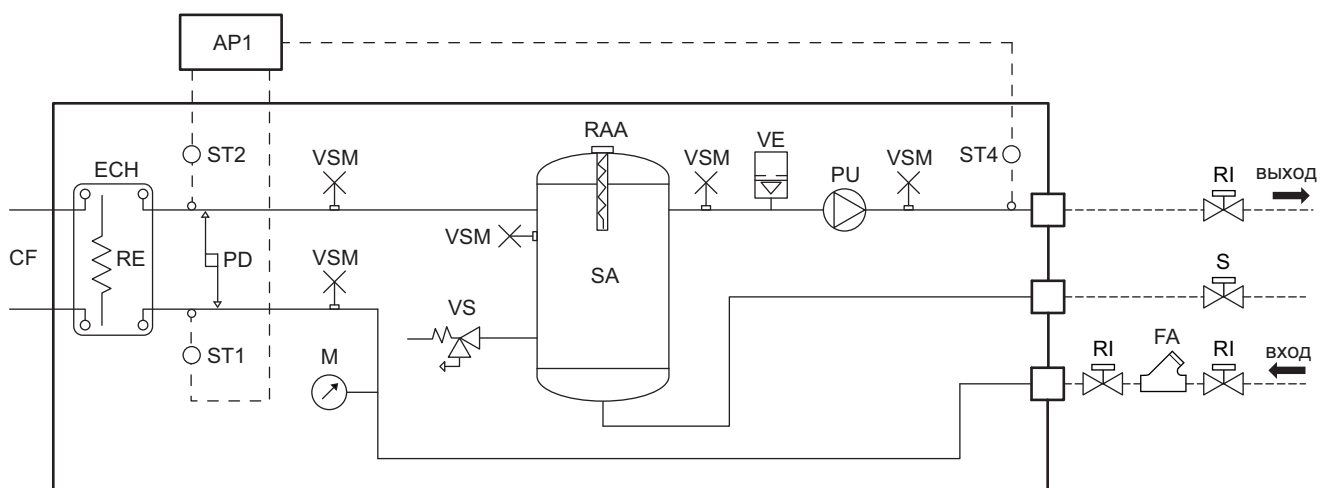 AP1
RAA
VE
ST2
VSM
VSM
PU
VSM
ST4
ECH
RI
ВЫХОД
VSM
CF
RE
PD
VSM
SA
S
VS
ST1
M
RI
FA
RI
ВХОД